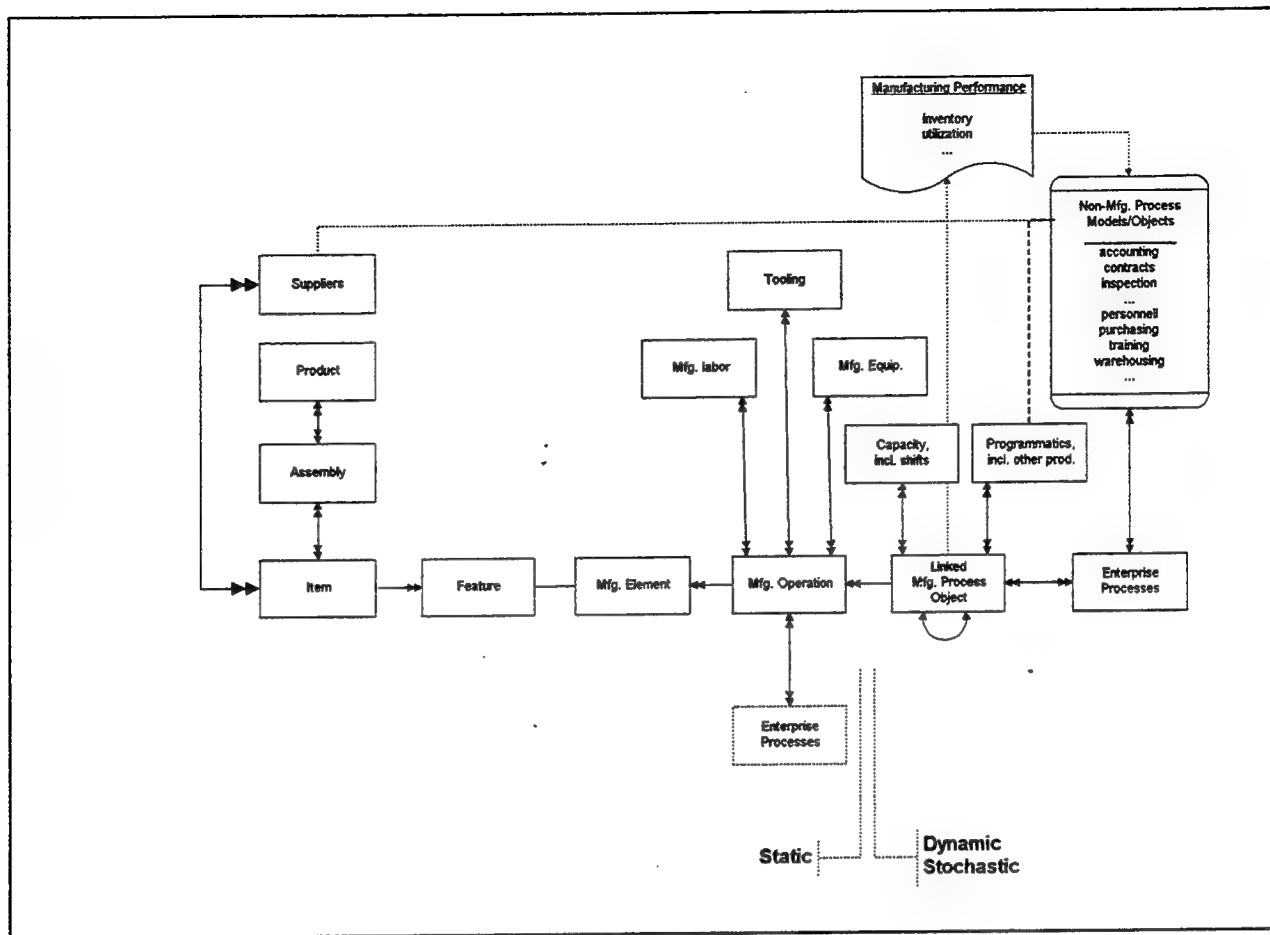 Manufacturing Performance
Inventory
utilization
...
Non-Mfg. Process
Models/Objects
accounting
contracts
inspection
...
personnell
purchasing
training
warehousing
...
Suppliers
Tooling
Product
Mfg. labor
Mfg. Equip.
Assembly
Capacity,
incl. shifts
Programmatics,
incl. other prod.
Item
Feature
Mfg. Element
Mfg. Operation
Linked
Mfg. Process
Object
Enterprise
Processes
Enterprise
Processes
Static
Dynamic
Stochastic